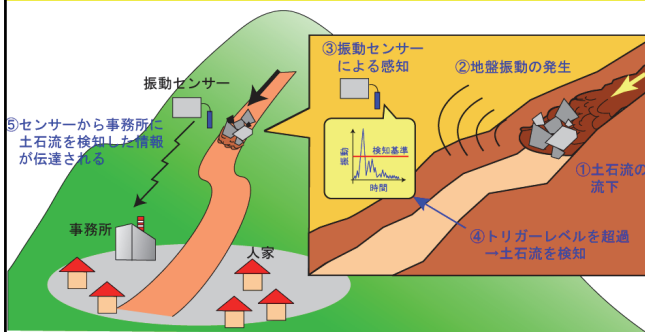 ③振動センサー
による感知
②地盤振動の発生
振動センサー
⑤センサーから事務所に
土石流を検知した情報
が伝達される
検知基準
振幅
時間
①土石流の
流下
④トリガーレベルを超過
→土石流を検知
事務所
人家